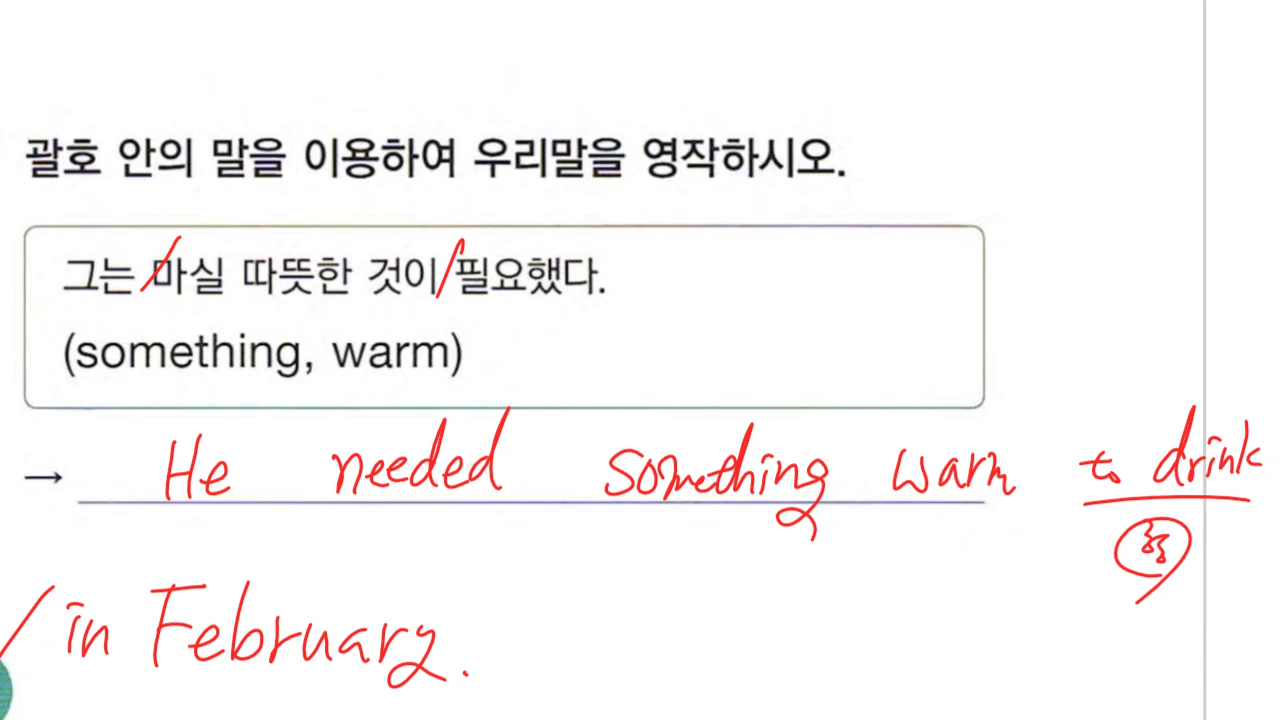 괄호 안의 말을 이용하여 우리말을 영작하시오.
그는 마실 따뜻한 것이 필요했다.
(something, warm)
→ He needed something warm to drink
in February.